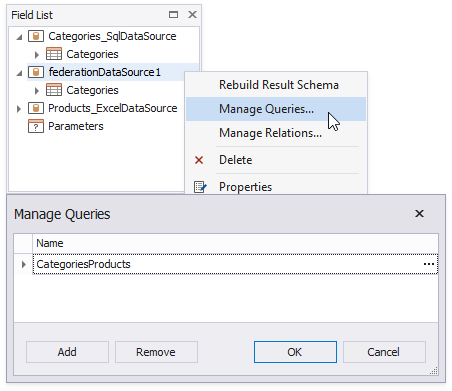 Field List
Categories_SqlDataSource
Categories
federationDataSource1
Categories
Products_ExcelDataSource
Parameters
Rebuild Result Schema
Manage Queries...
Manage Relations...
Delete
Properties
Manage Queries
Name
CategoriesProducts
...
Add
Remove
OK
Cancel